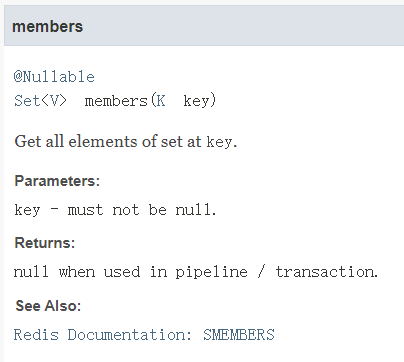 members
@Nullable
Set<V> members(K key)
Get all elements of set at key.
Parameters:
key - must not be null.
Returns:
null when used in pipeline / transaction.
See Also:
Redis Documentation: SMEMBERS